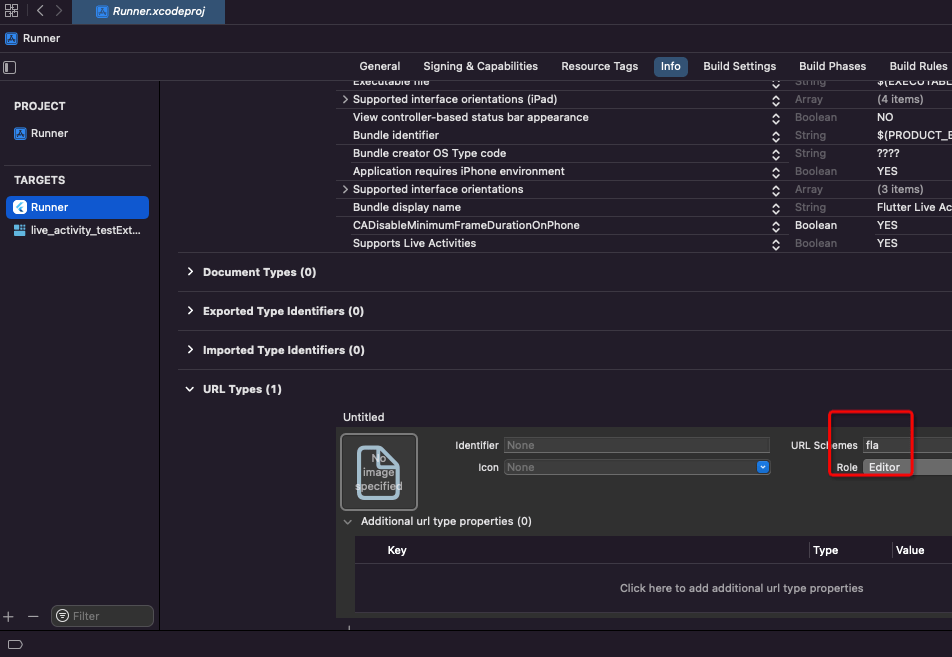 Runner.xcodeproj
Runner
General Signing & Capabilities Resource Tags Info Build Settings Build Phases Build Rules
PROJECT
Runner
TARGETS
Runner
live_activity_testExt...
Executable file String $(EXECUTABL
Supported interface orientations (iPad) Array (4 items)
View controller-based status bar appearance Boolean NO
Bundle identifier String $(PRODUCT_B
Bundle creator OS Type code String ????
Application requires iPhone environment Boolean YES
Supported interface orientations Array (3 items)
Bundle display name String Flutter Live Ac
CADisableMinimumFrameDurationOnPhone Boolean YES
Supports Live Activities Boolean YES
Document Types (0)
Exported Type Identifiers (0)
Imported Type Identifiers (0)
URL Types (1)
Untitled
No
image
specified
Identifier None URL Schemes fla
Icon None Role Editor
Additional url type properties (0)
Key Type Value
Click here to add additional url type properties
Filter